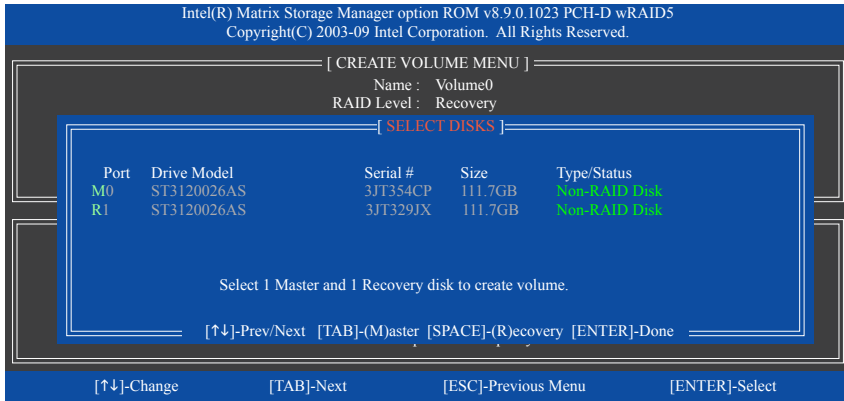 Intel(R) Matrix Storage Manager option ROM v8.9.0.1023 PCH-D wRAID5
Copyright(C) 2003-09 Intel Corporation. All Rights Reserved.
[ CREATE VOLUME MENU ]
Name : Volume0
RAID Level : Recovery
[ SELECT DISKS ]
Port Drive Model Serial # Size Type/Status
M0 ST3120026AS 3JT354CP 111.7GB Non-RAID Disk
R1 ST3120026AS 3JT329JX 111.7GB Non-RAID Disk
Select 1 Master and 1 Recovery disk to create volume.
[↑↓]-Prev/Next [TAB]-(M)aster [SPACE]-(R)ecovery [ENTER]-Done
[↑↓]-Change [TAB]-Next [ESC]-Previous Menu [ENTER]-Select